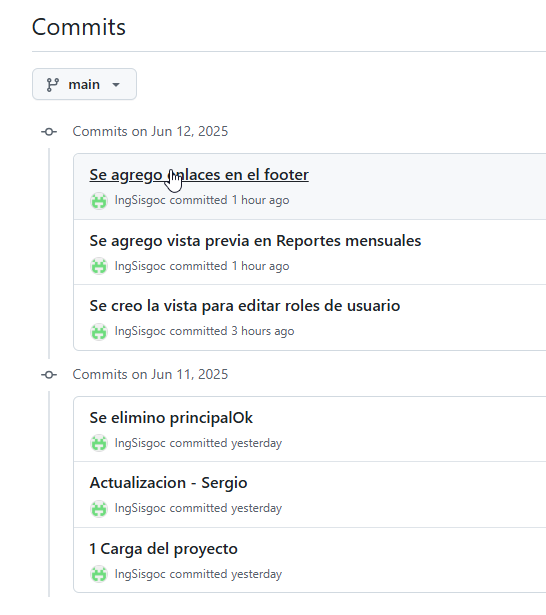 Commits
main
Commits on Jun 12, 2025
Se agrego enlaces en el footer
IngSisgoc committed 1 hour ago
Se agrego vista previa en Reportes mensuales
IngSisgoc committed 1 hour ago
Se creo la vista para editar roles de usuario
IngSisgoc committed 3 hours ago
Commits on Jun 11, 2025
Se elimino principalOk
IngSisgoc committed yesterday
Actualizacion - Sergio
IngSisgoc committed yesterday
1 Carga del proyecto
IngSisgoc committed yesterday